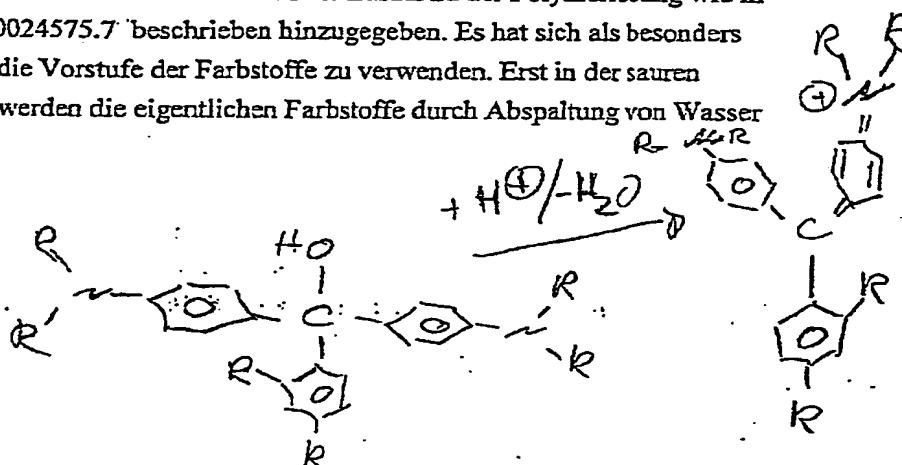 0024575.7 beschrieben hinzugegeben. Es hat sich als besonders
die Vorstufe der Farbstoffe zu verwenden. Erst in der sauren
werden die eigentlichen Farbstoffe durch Abspaltung von Wasser
R R
⊕ N
R N R
+ H⊕/-H2O
R
R'
N
HO
C
N
R
R
R
R
C
R
R